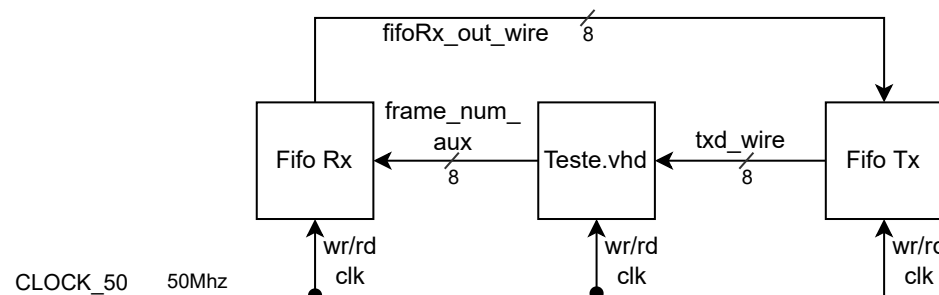 fifoRx_out_wire
8
frame_num_
aux
8
txd_wire
8
Fifo Rx
Teste.vhd
Fifo Tx
wr/rd
clk
wr/rd
clk
wr/rd
clk
CLOCK_50
50Mhz